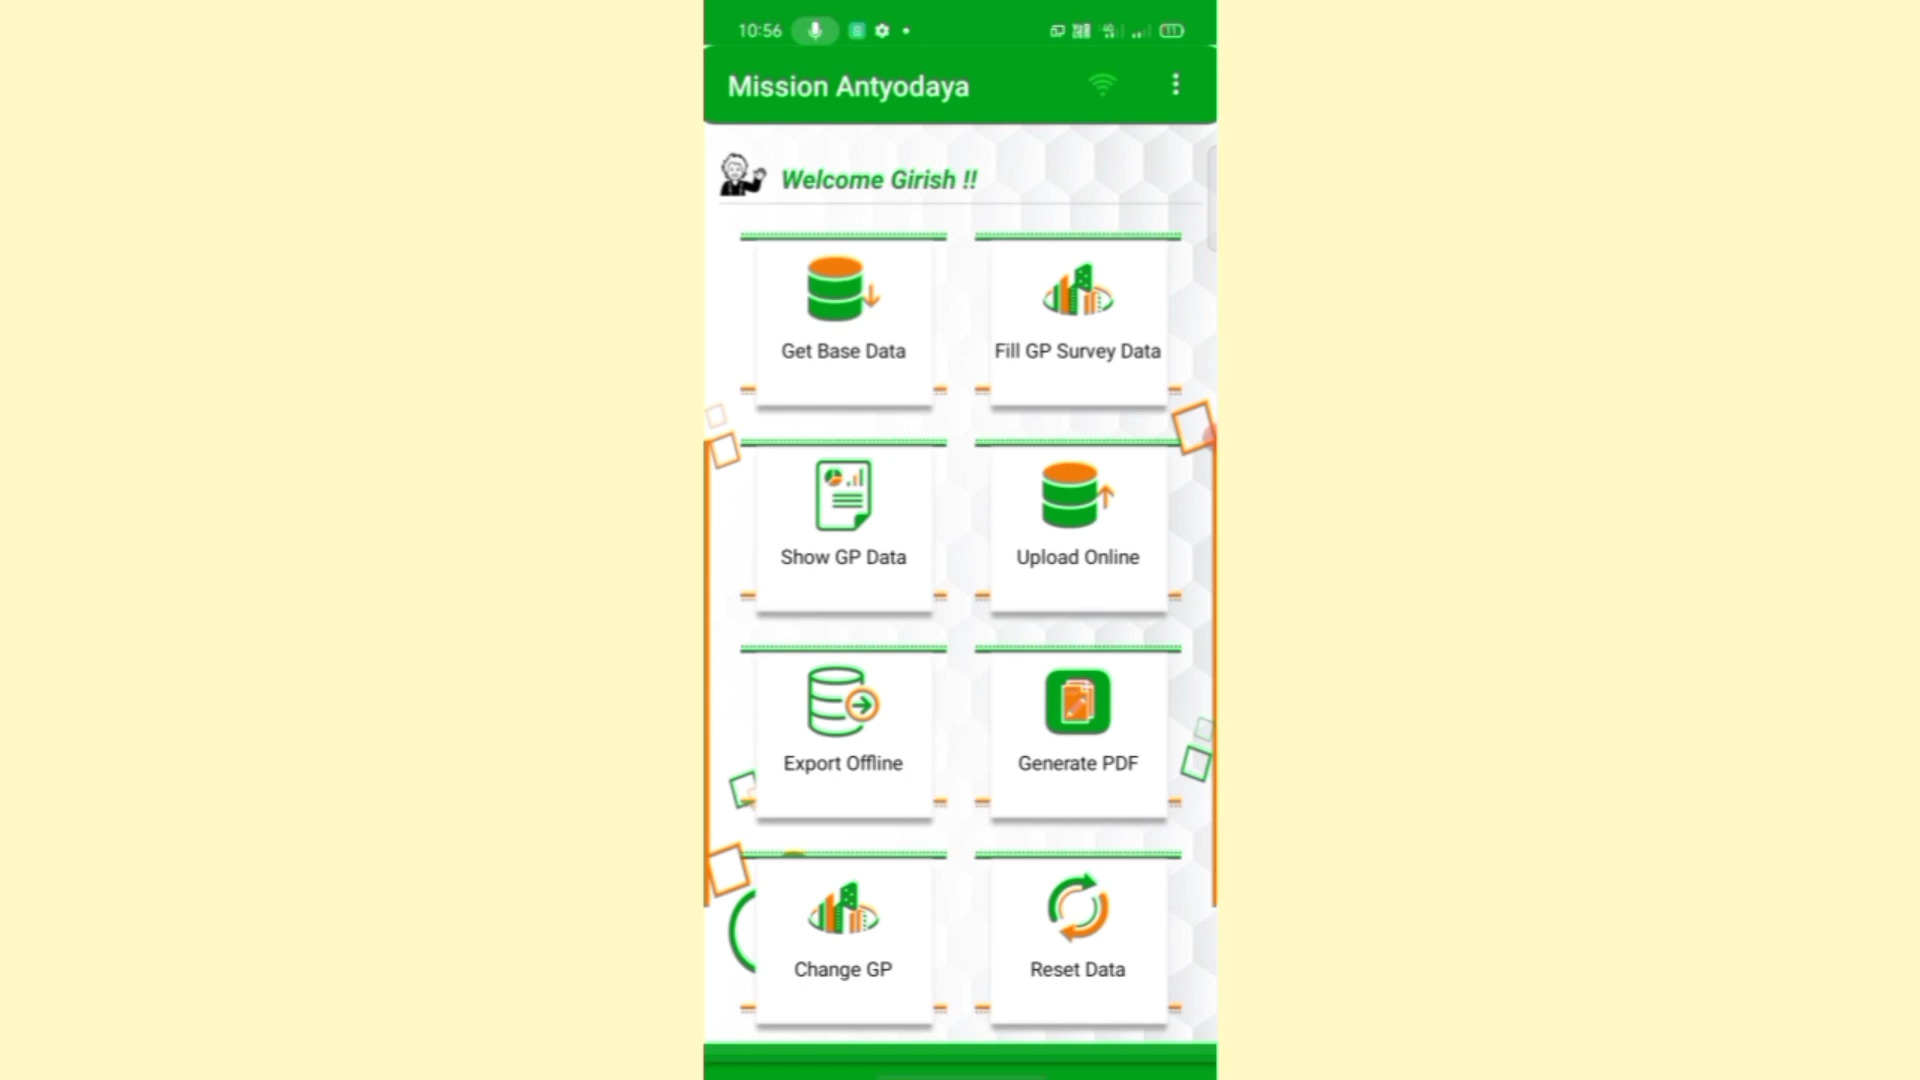 10:56
11
Mission Antyodaya
Welcome Girish !!
Get Base Data
Fill GP Survey Data
Show GP Data
Upload Online
Export Offline
Generate PDF
Change GP
Reset Data